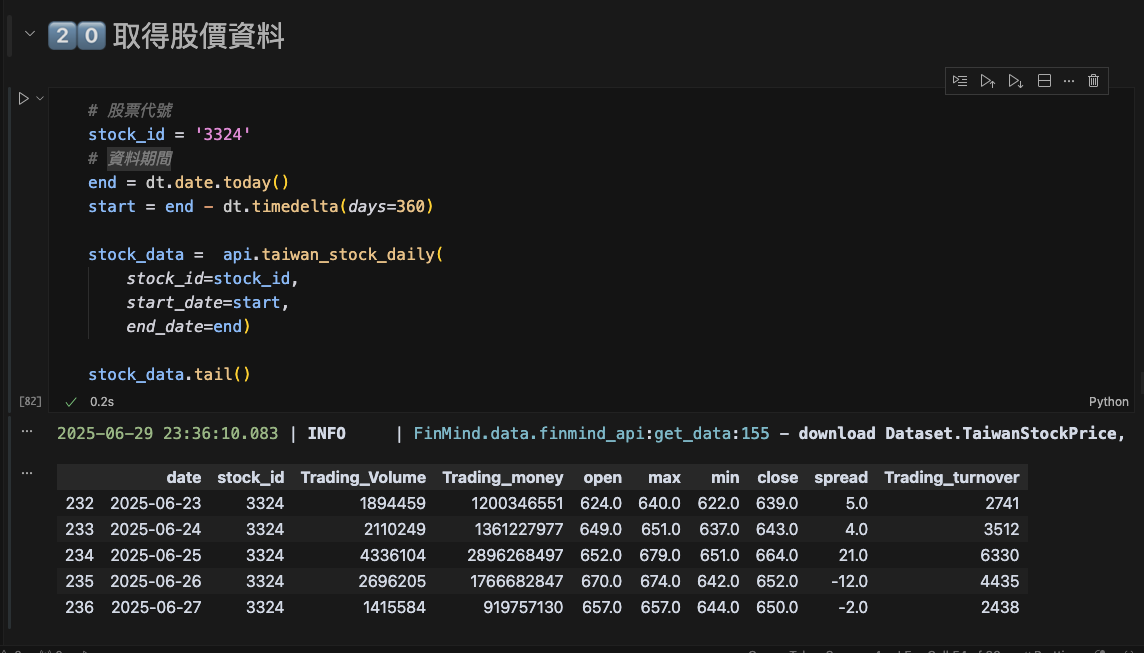 20 取得股價資料
# 股票代號
stock_id = '3324'
# 資料期間
end = dt.date.today()
start = end - dt.timedelta(days=360)
stock_data =  api.taiwan_stock_daily(
stock_id=stock_id,
start_date=start,
end_date=end)
stock_data.tail()
[82] ✓ 0.2s Python
2025-06-29 23:36:10.083 | INFO     | FinMind.data.finmind_api:get_data:155 - download Dataset.TaiwanStockPrice,
date stock_id Trading_Volume Trading_money open max min close spread Trading_turnover
232 2025-06-23 3324 1894459 1200346551 624.0 640.0 622.0 639.0 5.0 2741
233 2025-06-24 3324 2110249 1361227977 649.0 651.0 637.0 643.0 4.0 3512
234 2025-06-25 3324 4336104 2896268497 652.0 679.0 651.0 664.0 21.0 6330
235 2025-06-26 3324 2696205 1766682847 670.0 674.0 642.0 652.0 -12.0 4435
236 2025-06-27 3324 1415584 919757130 657.0 657.0 644.0 650.0 -2.0 2438